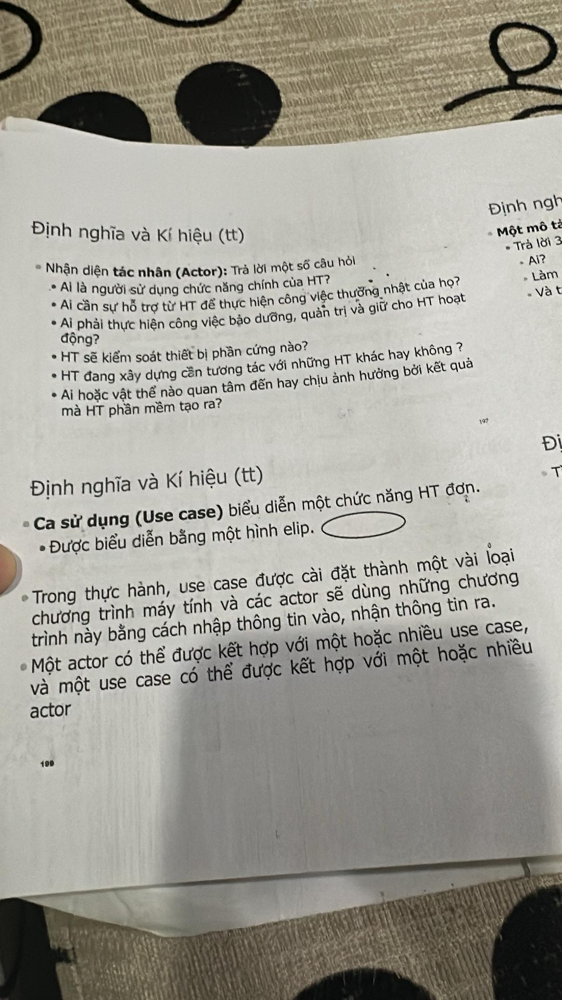 Định nghĩa và Kí hiệu (tt)
• Nhận diện tác nhân (Actor): Trả lời một số câu hỏi
• Ai là người sử dụng chức năng chính của HT?
• Ai cần sự hỗ trợ từ HT để thực hiện công việc thường nhật của họ?
• Ai phải thực hiện công việc bảo dưỡng, quản trị và giữ cho HT hoạt
động?
• HT sẽ kiểm soát thiết bị phần cứng nào?
• HT đang xây dựng cần tương tác với những HT khác hay không ?
• Ai hoặc vật thể nào quan tâm đến hay chịu ảnh hưởng bởi kết quả
mà HT phần mềm tạo ra?
197
Định
• Một mô tả
• Trả lời 3
• Ai?
• Làm
• Và
Định nghĩa và Kí hiệu (tt)
• Ca sử dụng (Use case) biểu diễn một chức năng HT đơn.
• Được biểu diễn bằng một hình elip.
• Trong thực hành, use case được cài đặt thành một vài loại
chương trình máy tính và các actor sẽ dùng những chương
trình này bằng cách nhập thông tin vào, nhận thông tin ra.
• Một actor có thể được kết hợp với một hoặc nhiều use case,
và một use case có thể được kết hợp với một hoặc nhiều
actor
199